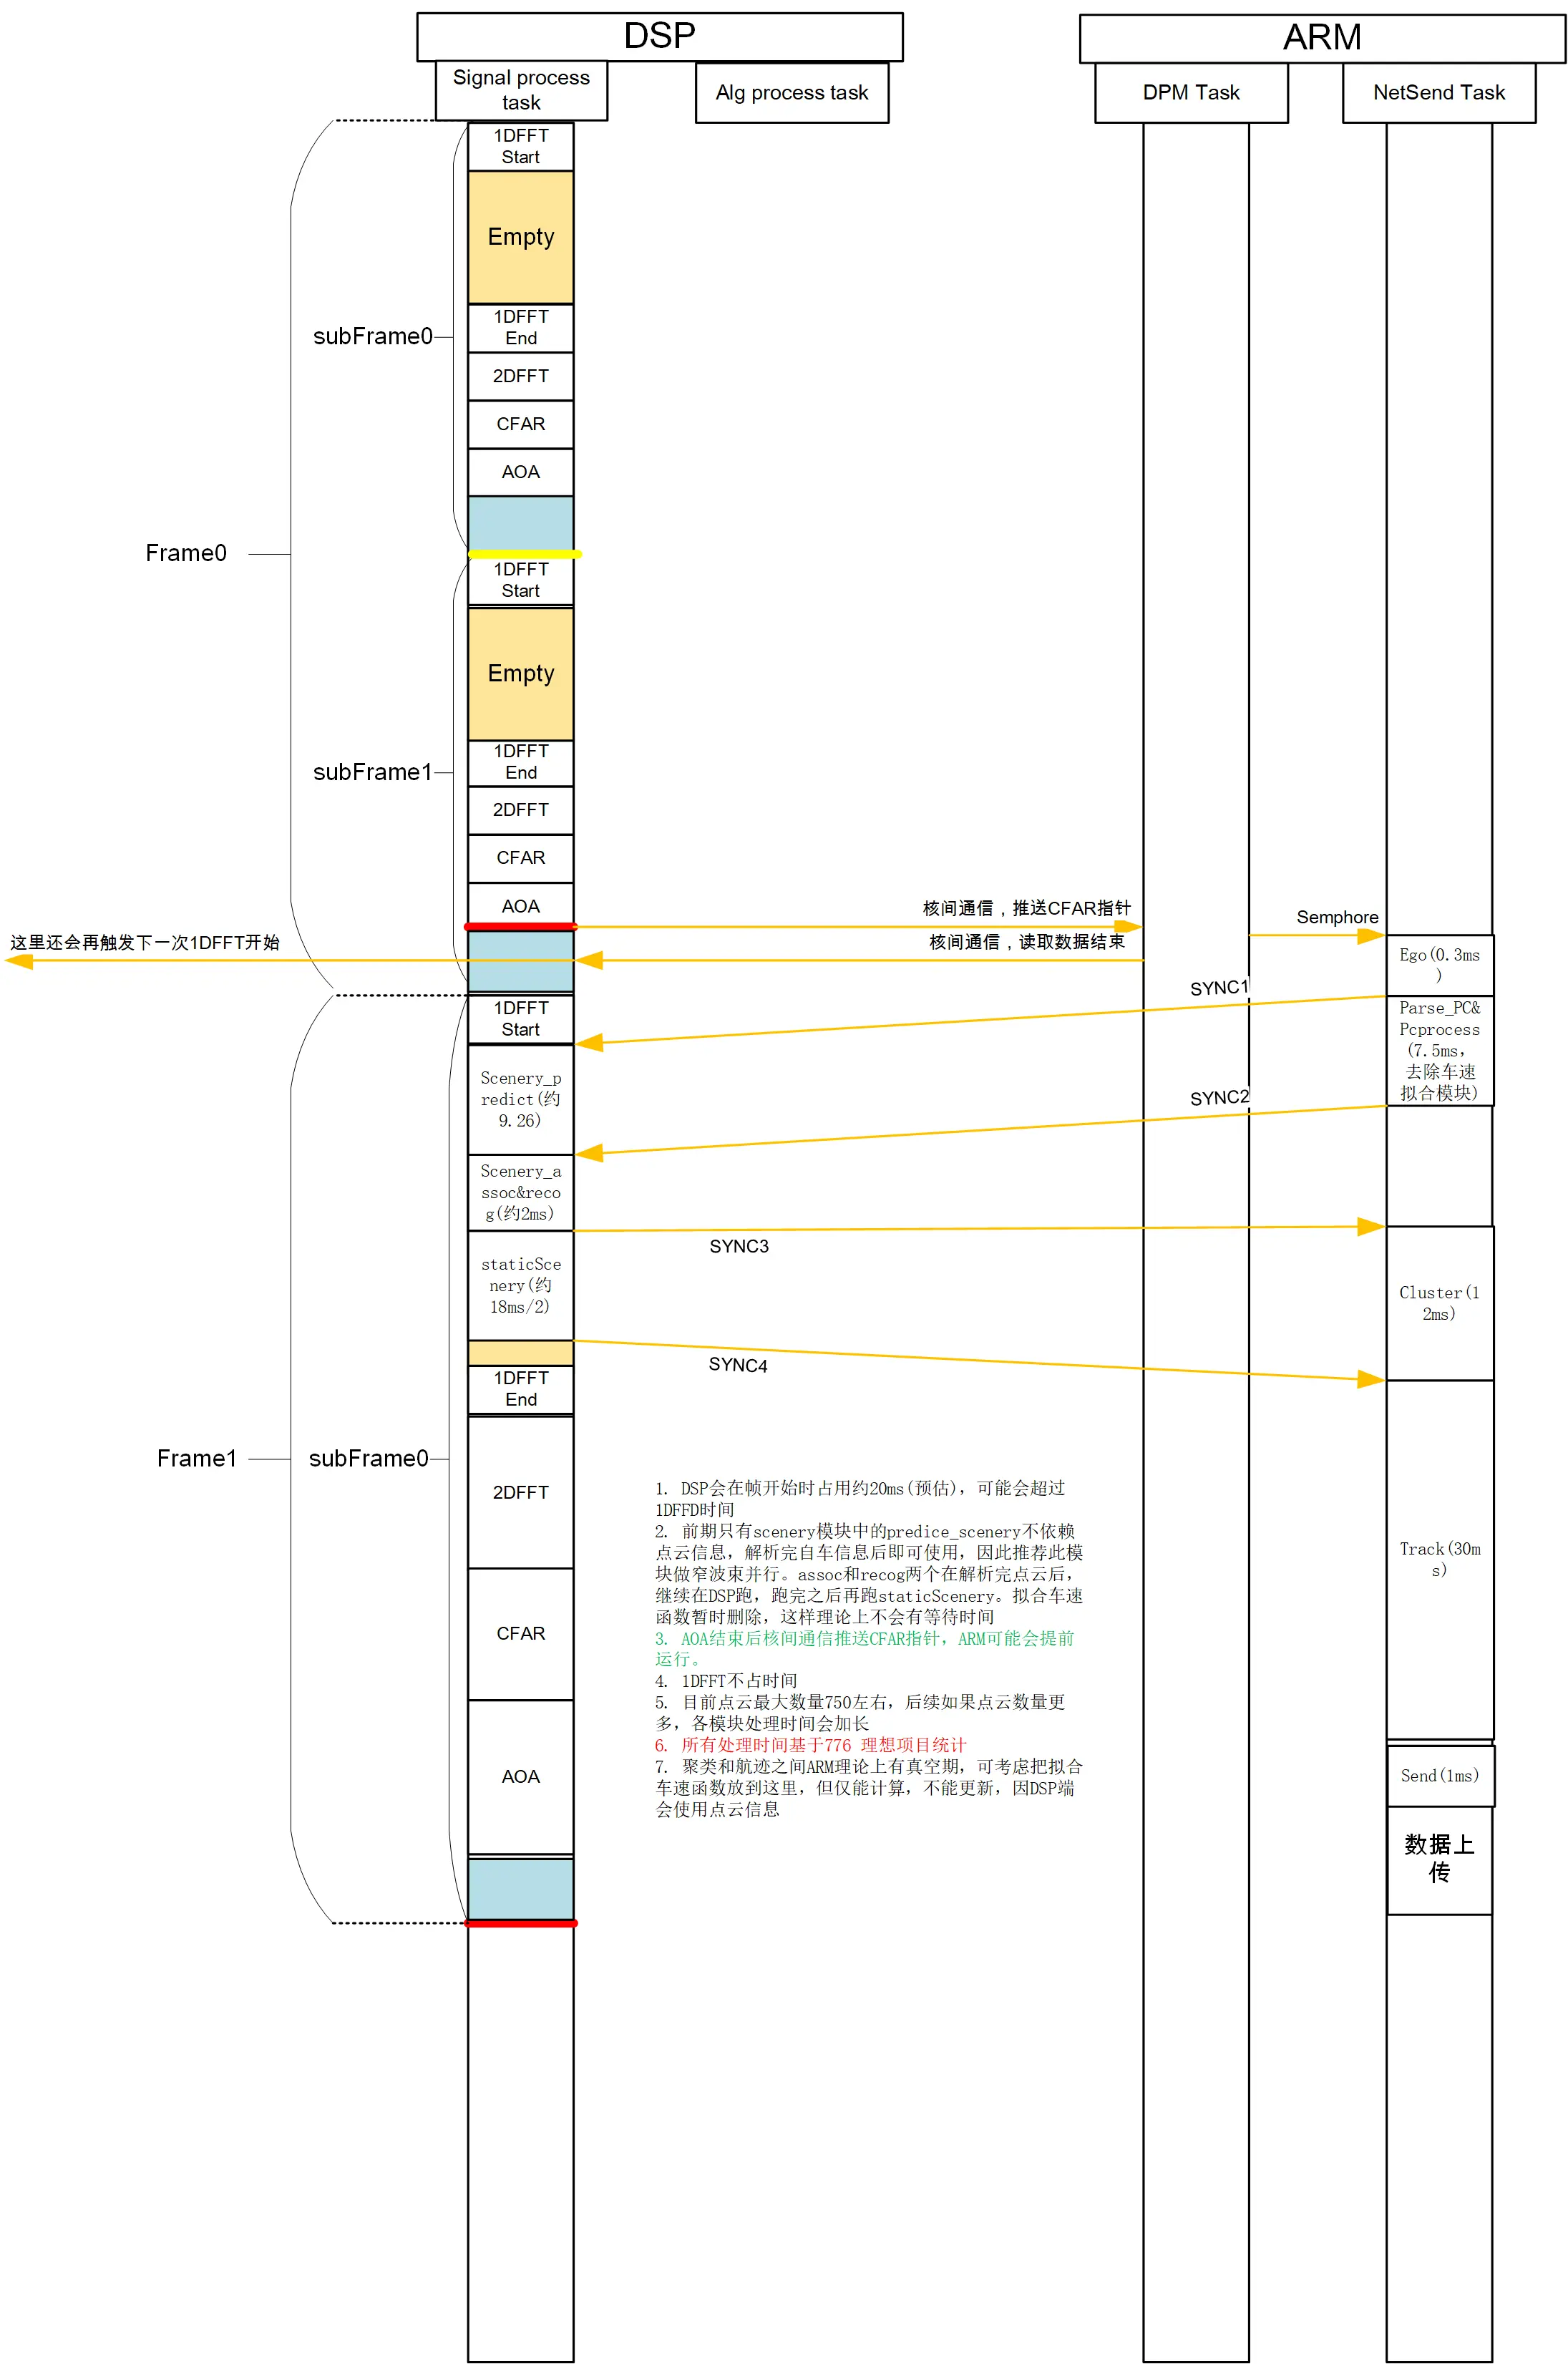 DSP
ARM
Signal process
task
Alg process task
DPM Task
NetSend Task
1DFFT
Start
Empty
1DFFT
End
subFrame0
2DFFT
CFAR
AOA
Frame0
1DFFT
Start
Empty
1DFFT
End
subFrame1
2DFFT
CFAR
AOA
核间通信，推送CFAR指针
Semphore
这里还会再触发下一次1DFFT开始
核间通信，读取数据结束
Ego(0.3ms
)
SYNC1
1DFFT
Start
Parse_PC&
Pcprocess
(7.5ms,
去除车速
拟合模块)
Scenery_p
redict(约
9.26)
SYNC2
Scenery_a
ssoc&reco
g(约2ms)
SYNC3
staticSce
nery(约
18ms/2)
Cluster(1
2ms)
SYNC4
1DFFT
End
Frame1
subFrame0
2DFFT
CFAR
AOA
1. DSP会在帧开始时占用约20ms(预估)，可能会超过
1DFFD时间
2. 前期只有scenery模块中的predice_scenery不依赖
点云信息，解析完自车信息后即可使用，因此推荐此模
块做窄波束并行。assoc和recog两个在解析完点云后，
继续在DSP跑，跑完之后再跑staticScenery。拟合车速
函数暂时删除，这样理论上不会有等待时间
3. AOA结束后核间通信推送CFAR指针，ARM可能会提前
运行。
4. 1DFFT不占时间
5. 目前点云最大数量750左右，后续如果点云数量更
多，各模块处理时间会加长
6. 所有处理时间基于776 理想项目统计
7. 聚类和航迹之间ARM理论上有真空期，可考虑把拟合
车速函数放到这里，但仅能计算，不能更新，因DSP端
会使用点云信息
Track(30m
s)
Send(1ms)
数据上
传